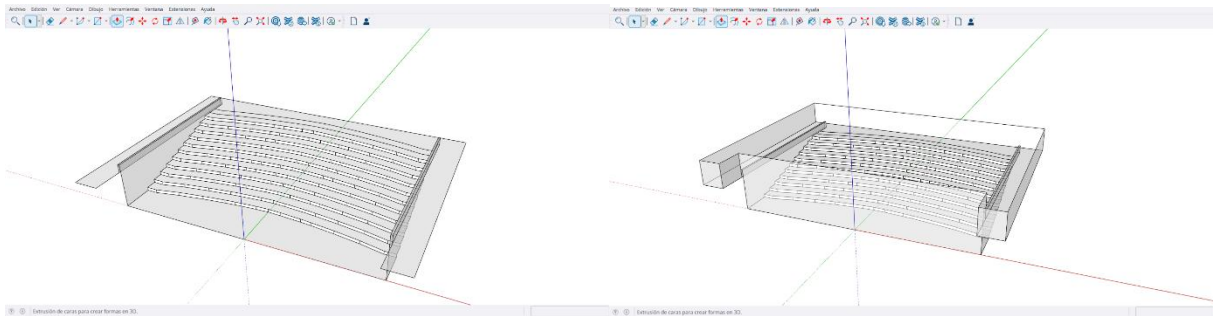 Archivo Edición Ver Cámara Dibujo Herramientas Ventana Extensiones Ayuda
Extrusión de caras para crear formas en 3D.
Archivo Edición Ver Cámara Dibujo Herramientas Ventana Extensiones Ayuda
Extrusión de caras para crear formas en 3D.